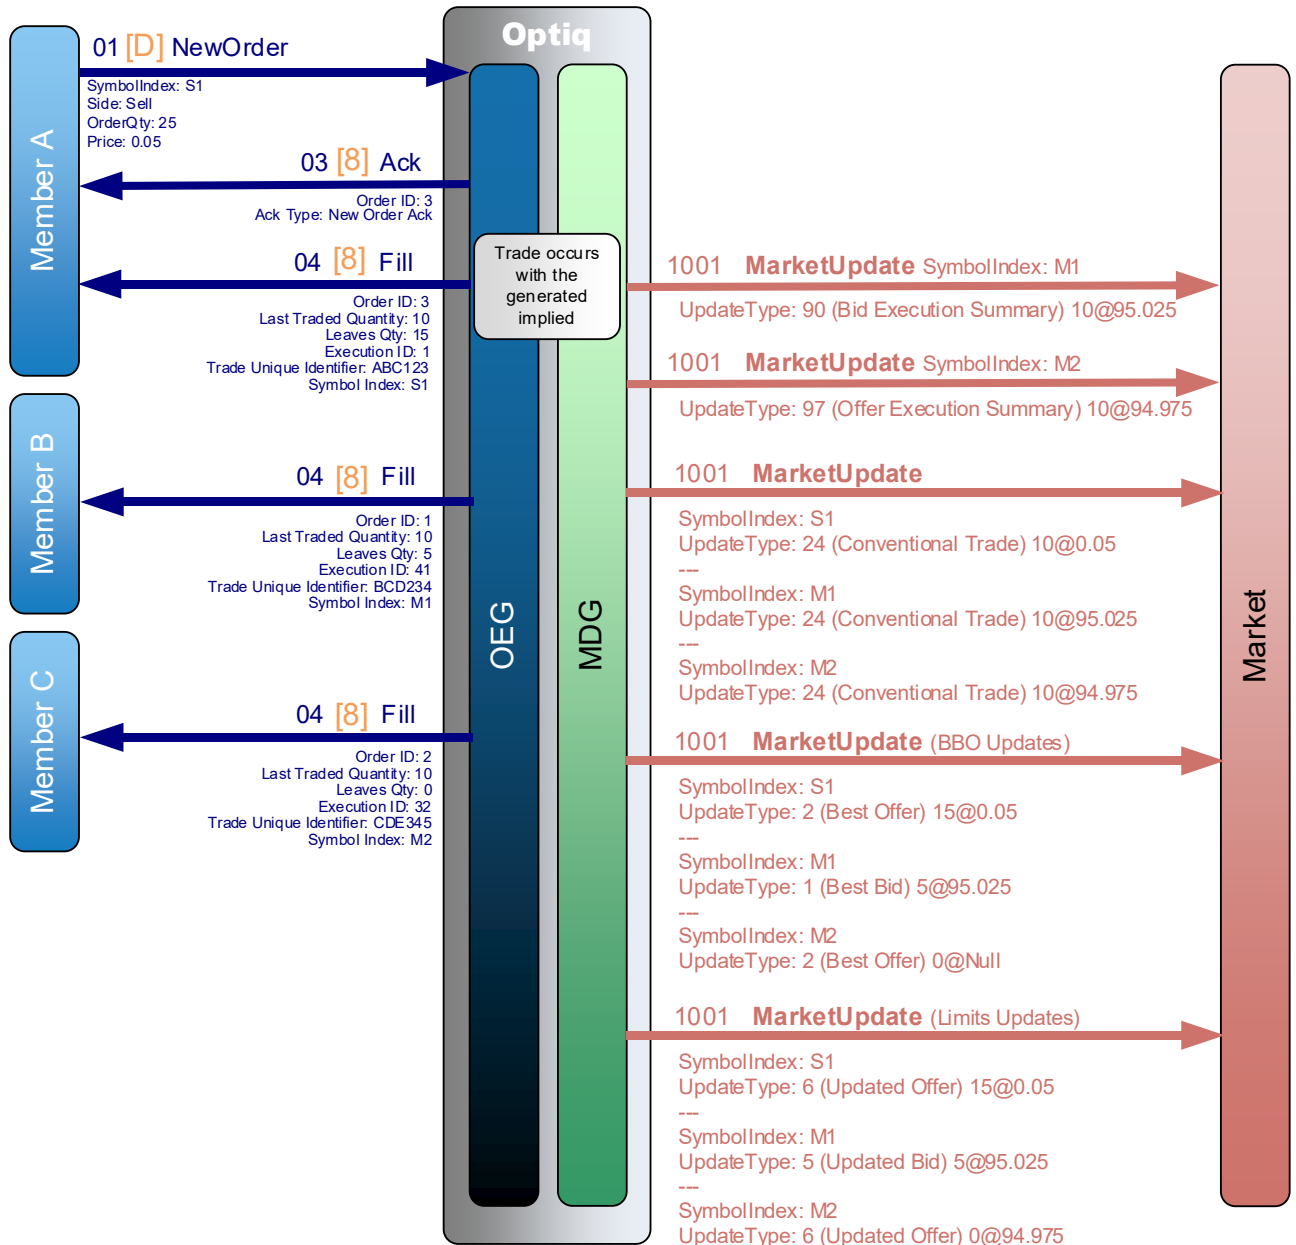 Optiq
01 [D] NewOrder
SymbolIndex: S1
Side: Sell
OrderQty: 25
Price: 0.05
Member A
03 [8] Ack
Order ID: 3
Ack Type: New Order Ack
04 [8] Fill
Order ID: 3
Last Traded Quantity: 10
Leaves Qty: 15
Execution ID: 1
Trade Unique Identifier: ABC123
Symbol Index: S1
Member B
04 [8] Fill
Order ID: 1
Last Traded Quantity: 10
Leaves Qty: 5
Execution ID: 41
Trade Unique Identifier: BCD234
Symbol Index: M1
Member C
04 [8] Fill
Order ID: 2
Last Traded Quantity: 10
Leaves Qty: 0
Execution ID: 32
Trade Unique Identifier: CDE345
Symbol Index: M2
Trade occurs
with the
generated
implied
OEG
MDG
1001 MarketUpdate SymbolIndex: M1
UpdateType: 90 (Bid Execution Summary) 10@95.025
1001 MarketUpdate SymbolIndex: M2
UpdateType: 97 (Offer Execution Summary) 10@94.975
1001 MarketUpdate
SymbolIndex: S1
UpdateType: 24 (Conventional Trade) 10@0.05
---
SymbolIndex: M1
UpdateType: 24 (Conventional Trade) 10@95.025
---
SymbolIndex: M2
UpdateType: 24 (Conventional Trade) 10@94.975
1001 MarketUpdate (BBO Updates)
SymbolIndex: S1
UpdateType: 2 (Best Offer) 15@0.05
---
SymbolIndex: M1
UpdateType: 1 (Best Bid) 5@95.025
---
SymbolIndex: M2
UpdateType: 2 (Best Offer) 0@Null
1001 MarketUpdate (Limits Updates)
SymbolIndex: S1
UpdateType: 6 (Updated Offer) 15@0.05
---
SymbolIndex: M1
UpdateType: 5 (Updated Bid) 5@95.025
---
SymbolIndex: M2
UpdateType: 6 (Updated Offer) 0@94.975
Market